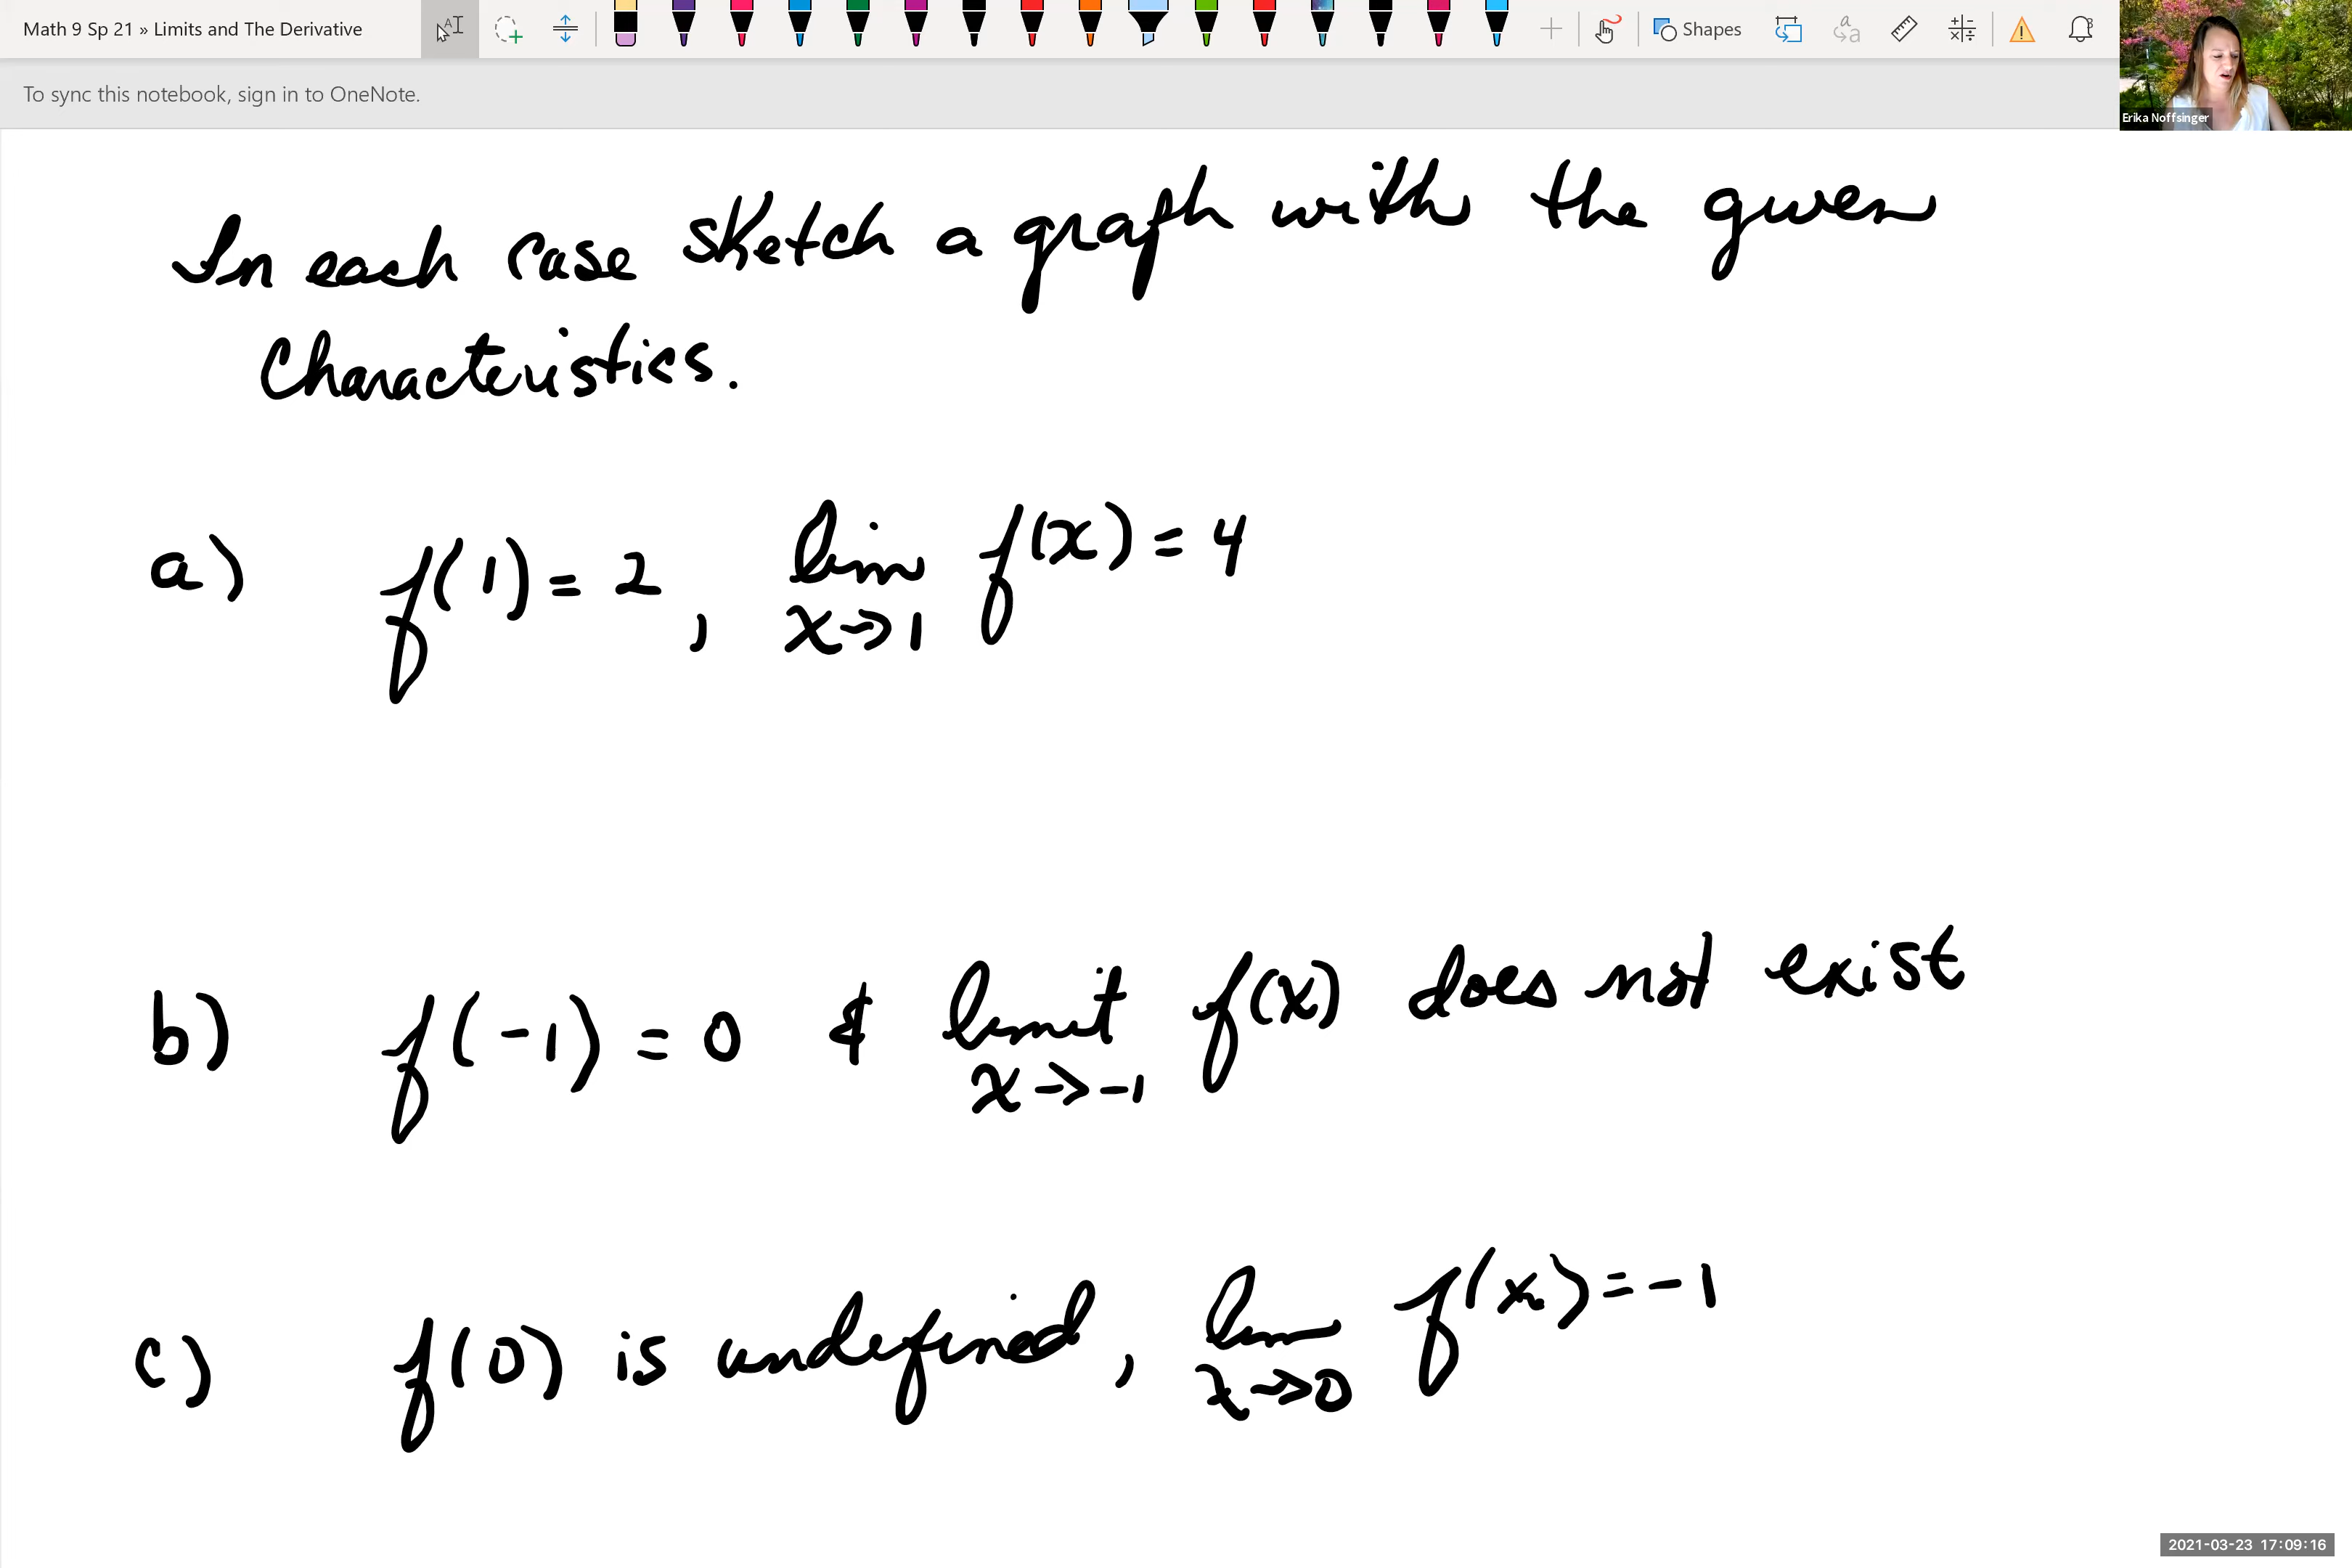 Math 9 Sp 21 » Limits and The Derivative
Shapes
To sync this notebook, sign in to OneNote.
Erika Noffsinger
In each case sketch a graph with the given
Characteristics.
a) f(1) = 2, lim f(x) = 4
x→1
b) f(-1) = 0 & limit f(x) does not exist
x→-1
c) f(0) is undefined, lim f(x) = -1
x→0
2021-03-23 17:09:16